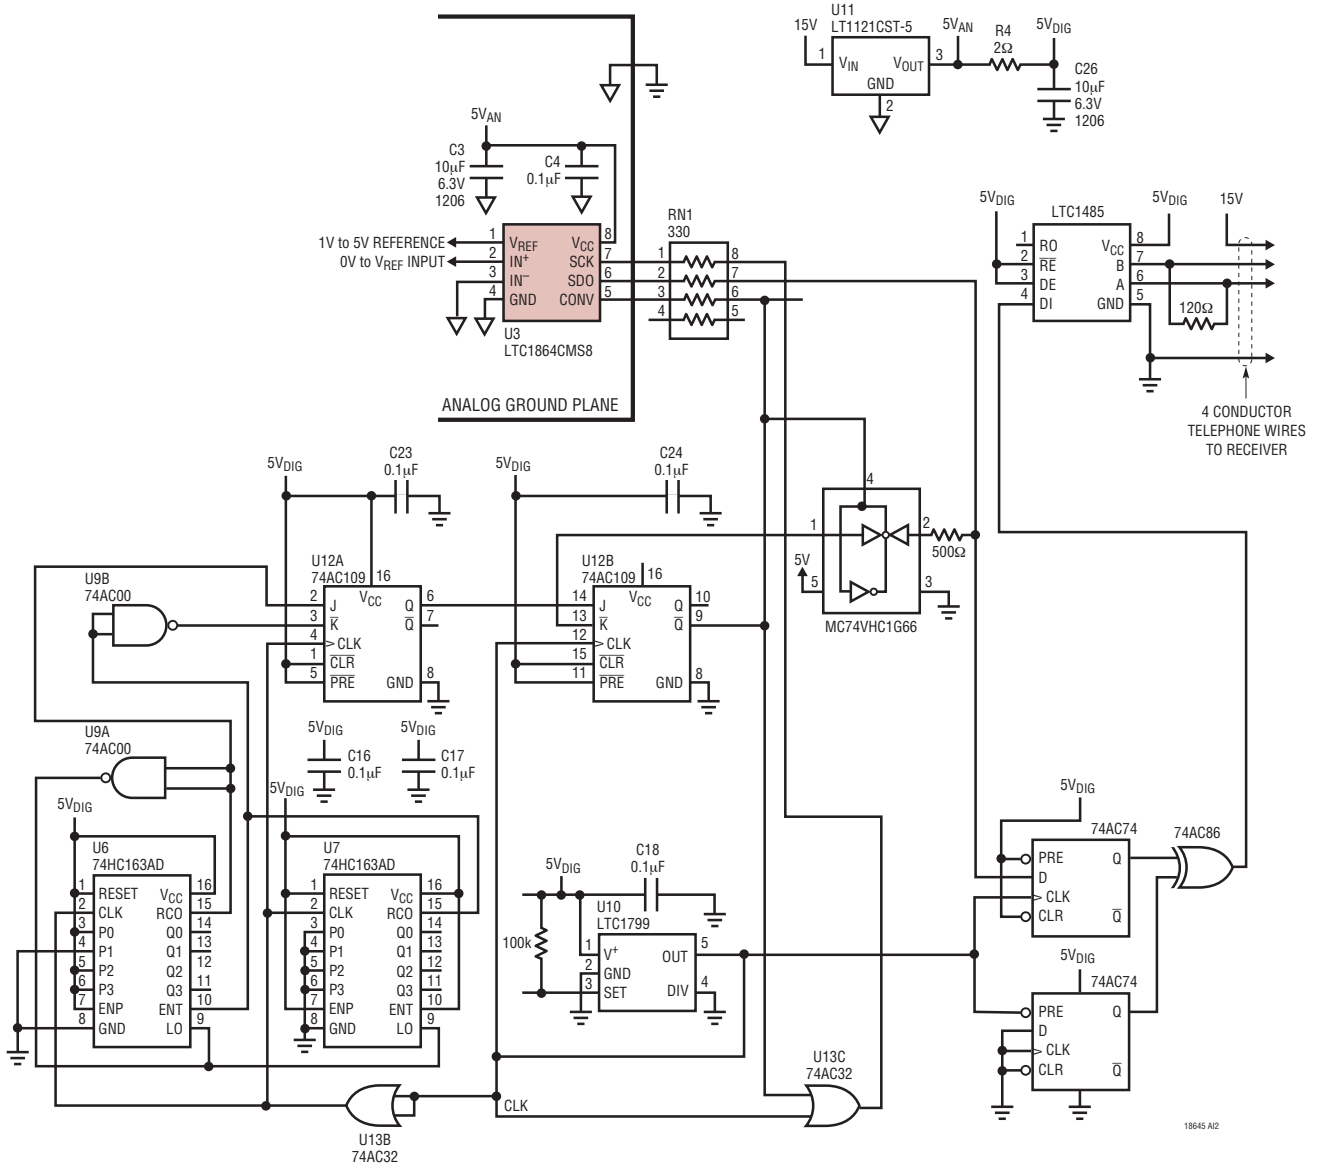 U11
LT1121CST-5
15V
5VAN
R4
2Ω
5VDIG
1
VIN
VOUT
3
GND
2
C26
10µF
6.3V
1206
5VAN
C3
10µF
6.3V
1206
C4
0.1µF
1V to 5V REFERENCE
0V to VREF INPUT
1
2
3
4
VREF
IN+
IN−
GND
VCC
SCK
SDO
CONV
8
7
6
5
U3
LTC1864CMS8
ANALOG GROUND PLANE
RN1
330
1
2
3
4
8
7
6
5
5VDIG
LTC1485
5VDIG
15V
1
2
3
4
RO
RE
DE
DI
VCC
B
A
GND
8
7
6
5
120Ω
4 CONDUCTOR
TELEPHONE WIRES
TO RECEIVER
5VDIG
C23
0.1µF
5VDIG
C24
0.1µF
U9B
74AC00
U12A
74AC109
16
2
3
4
1
5
J
K
CLK
CLR
PRE
VCC
Q
Q
GND
6
7
8
U12B
74AC109
16
14
13
12
15
11
J
K
> CLK
CLR
PRE
VCC
Q
Q
GND
10
9
8
4
1
2
5V
5
3
500Ω
MC74VHC1G66
U9A
74AC00
5VDIG
C16
0.1µF
5VDIG
C17
0.1µF
5VDIG
U6
74HC163AD
1
2
3
4
5
6
7
8
RESET
CLK
P0
P1
P2
P3
ENP
GND
VCC
RCO
Q0
Q1
Q2
Q3
ENT
LO
16
15
14
13
12
11
10
9
5VDIG
U7
74HC163AD
1
2
3
4
5
6
7
8
RESET
CLK
P0
P1
P2
P3
ENP
GND
VCC
RCO
Q0
Q1
Q2
Q3
ENT
LO
16
15
14
13
12
11
10
9
5VDIG
C18
0.1µF
100k
U10
LTC1799
1
2
3
V+
GND
SET
OUT
DIV
5
4
5VDIG
74AC74
PRE
D
> CLK
CLR
Q
Q
74AC86
5VDIG
74AC74
PRE
D
> CLK
CLR
Q
Q
U13B
74AC32
CLK
U13C
74AC32
18645 AI2